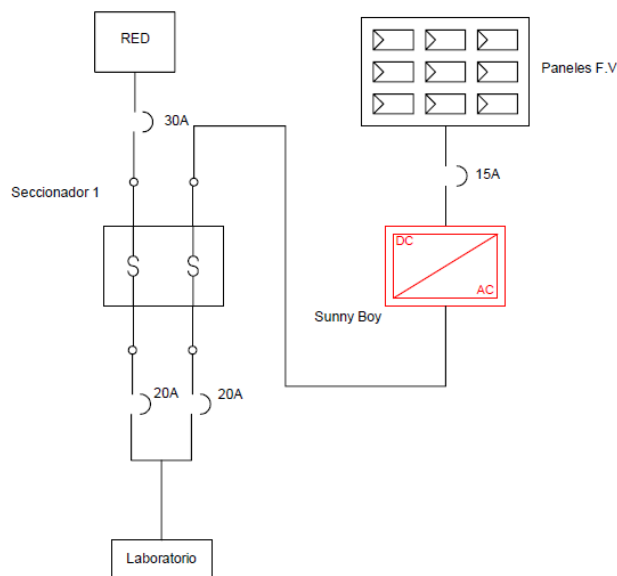 RED
Paneles F.V
30A
15A
Seccionador 1
DC
AC
Sunny Boy
20A
20A
Laboratorio